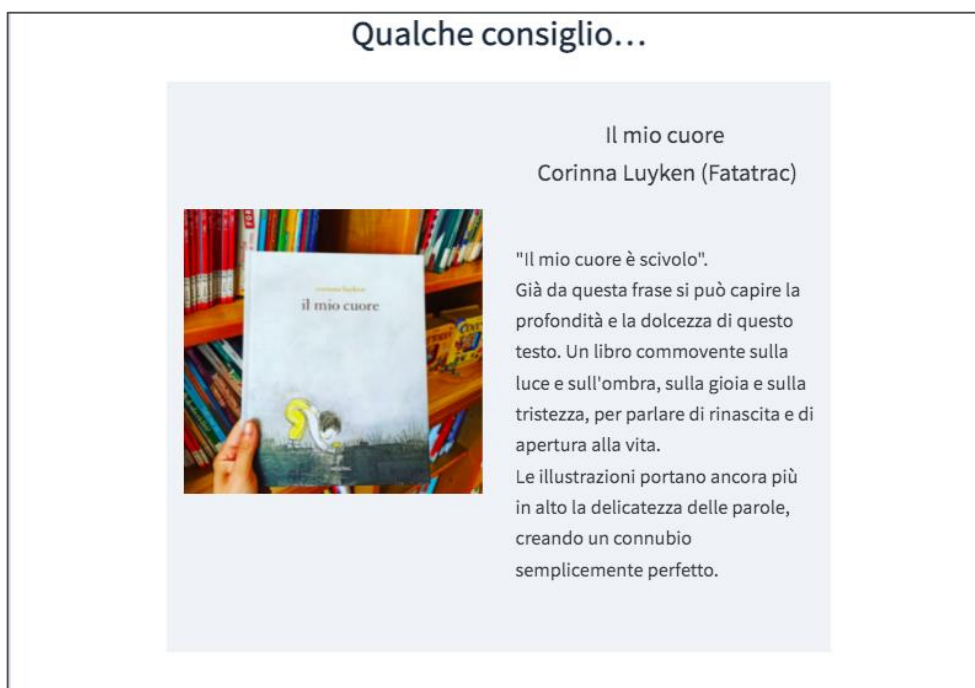 Qualche consiglio...
Il mio cuore
Corinna Luyken (Fatatrac)
corinna luyken
il mio cuore
"Il mio cuore è scivolo".
Già da questa frase si può capire la
profondità e la dolcezza di questo
testo. Un libro commovente sulla
luce e sull'ombra, sulla gioia e sulla
tristezza, per parlare di rinascita e di
apertura alla vita.
Le illustrazioni portano ancora più
in alto la delicatezza delle parole,
creando un connubio
semplicemente perfetto.